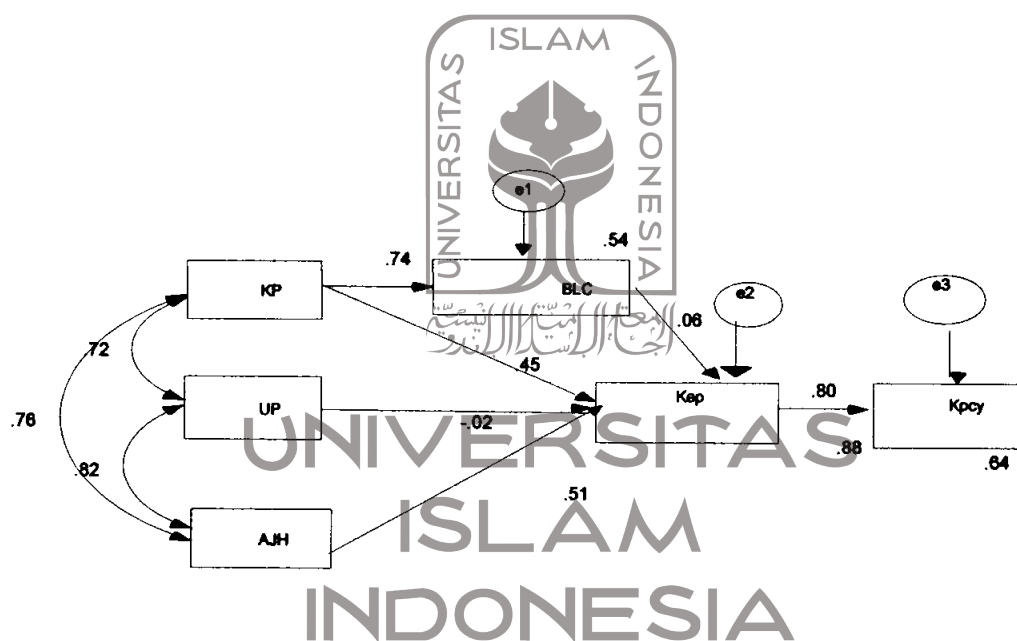 ISLAM
UNIVERSITAS
INDONESIA
e1
.54
.74
KP
BLC
e2
e3
.06
.72
.45
Kep
.80
Kpcy
.76
UP
-.02
.88
.64
.82
.51
AJH
UNIVERSITAS
ISLAM
INDONESIA